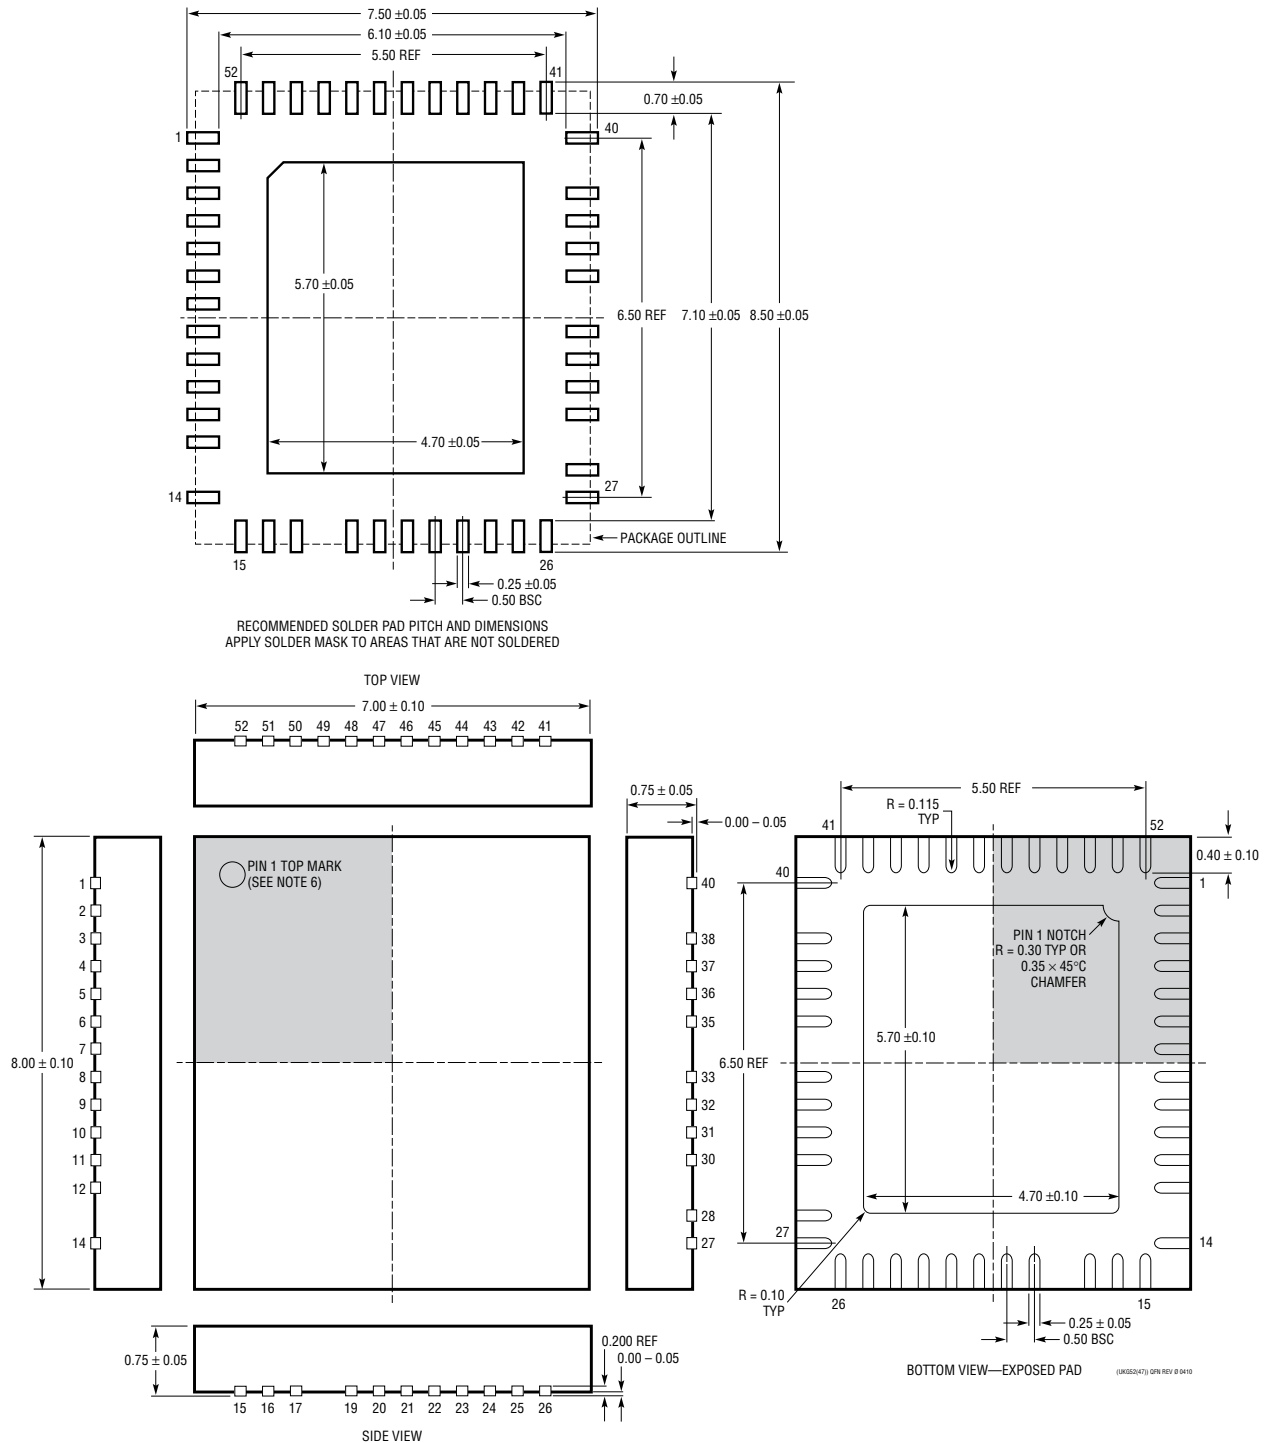 7.50 ±0.05
6.10 ±0.05
5.50 REF
52
41
0.70 ±0.05
1
40
5.70 ±0.05
6.50 REF
7.10 ±0.05
8.50 ±0.05
4.70 ±0.05
14
27
PACKAGE OUTLINE
15
26
0.25 ±0.05
0.50 BSC
RECOMMENDED SOLDER PAD PITCH AND DIMENSIONS
APPLY SOLDER MASK TO AREAS THAT ARE NOT SOLDERED
TOP VIEW
7.00 ± 0.10
52 51 50 49 48 47 46 45 44 43 42 41
8.00 ± 0.10
1
2
3
4
5
6
7
8
9
10
11
12
14
PIN 1 TOP MARK
(SEE NOTE 6)
0.75 ± 0.05
0.00 – 0.05
40
38
37
36
35
33
32
31
30
28
27
0.75 ± 0.05
0.200 REF
0.00 – 0.05
15 16 17 19 20 21 22 23 24 25 26
SIDE VIEW
5.50 REF
R = 0.115
TYP
41
52
0.40 ± 0.10
40
1
PIN 1 NOTCH
R = 0.30 TYP OR
0.35 × 45°C
CHAMFER
5.70 ±0.10
6.50 REF
4.70 ±0.10
27
14
R = 0.10
TYP
26
15
0.25 ± 0.05
0.50 BSC
BOTTOM VIEW—EXPOSED PAD
(UKG52(47)) QFN REV Ø 0410